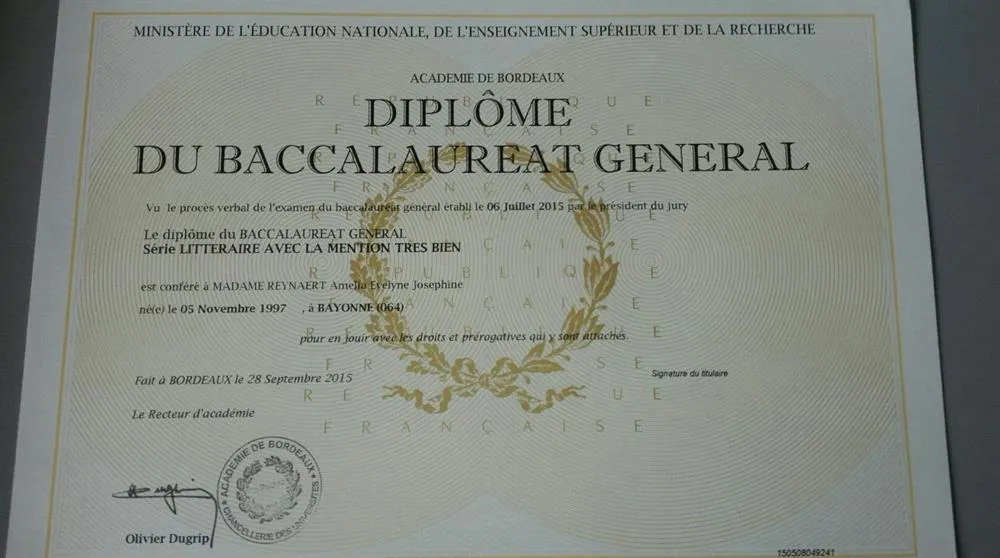 MINISTÈRE DE L'ÉDUCATION NATIONALE, DE L'ENSEIGNEMENT SUPÉRIEUR ET DE LA RECHERCHE
ACADEMIE DE BORDEAUX
DIPLÔME
DU BACCALAUREAT GENERAL
Vu le procès verbal de l'examen du baccalauréat général établi le 06 Juillet 2015 par le président du jury
Le diplôme du BACCALAUREAT GENERAL
Série LITTERAIRE AVEC LA MENTION TRES BIEN
est conféré à MADAME REYNAERT Amelia Evelyne Josephine
né(e) le 05 Novembre 1997 , à BAYONNE (064)
pour en jouir avec les droits et prérogatives qui y sont attachés.
Signature du titulaire
Fait à BORDEAUX le 28 Septembre 2015
Le Recteur d'académie
ACADEMIE DE BORDEAUX
CHANCELLERIE DES UNIVERSITES
Olivier Dugrip
150508049241
RÉPUBLIQUE
FRANÇAISE